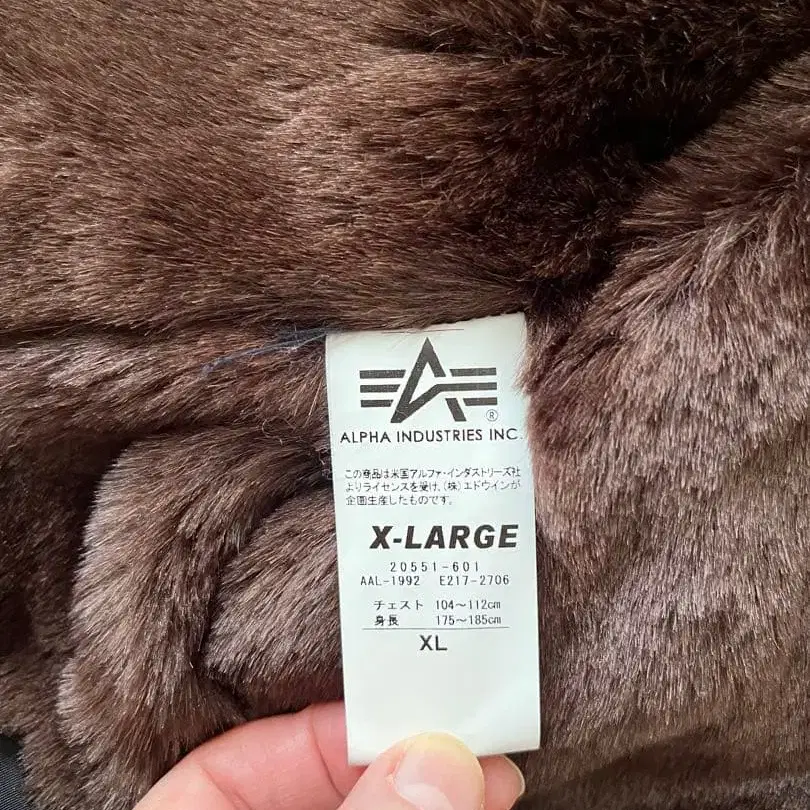 ®
ALPHA INDUSTRIES INC.
この商品は米国アルファ・インダストリーズ社
よりライセンスを受け、(株)エドウインが
企画生産したものです。
X-LARGE
20551-601
AAL-1992 E217-2706
チェスト 104～112cm
身長 175～185cm
XL